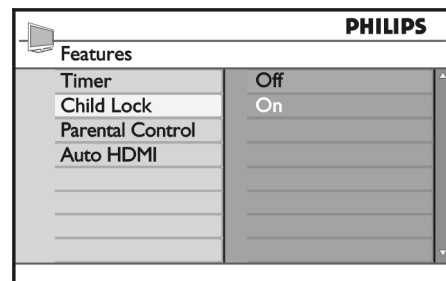 PHILIPS
Features
Timer
Off
Child Lock
On
Parental Control
Auto HDMI